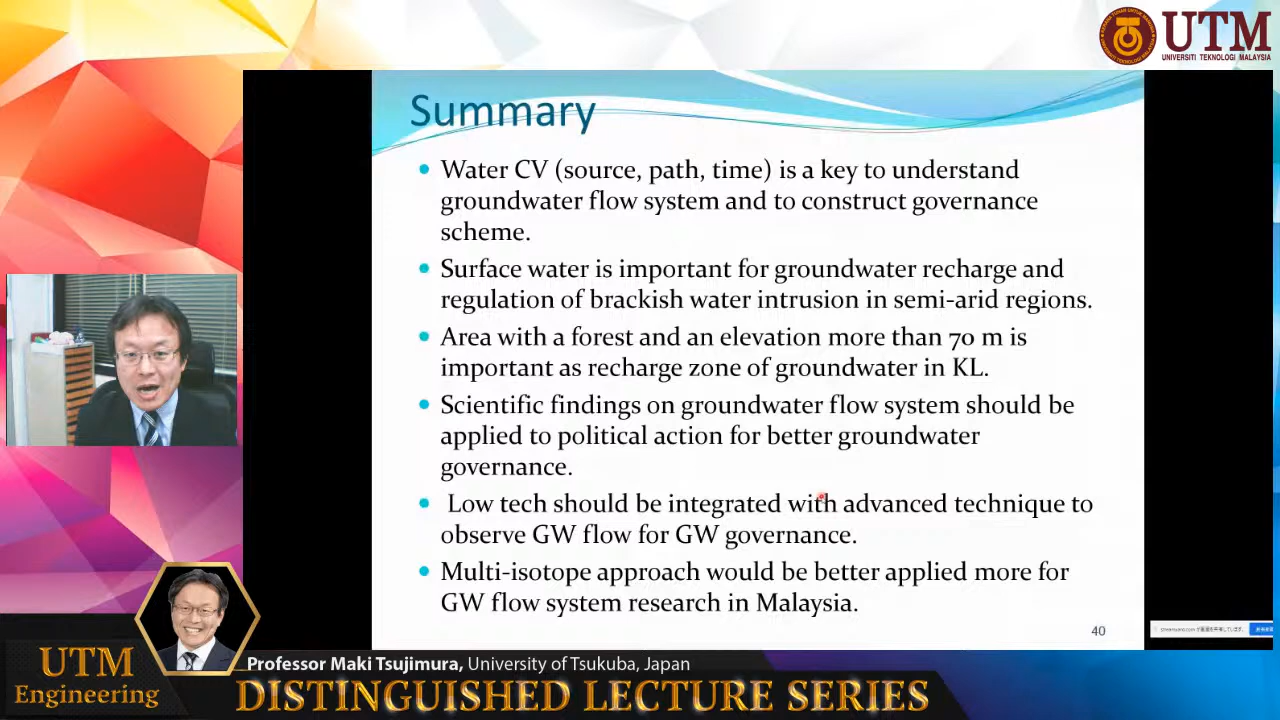 UTM
UNIVERSITI TEKNOLOGI MALAYSIA
Summary
Water CV (source, path, time) is a key to understand
groundwater flow system and to construct governance
scheme.
Surface water is important for groundwater recharge and
regulation of brackish water intrusion in semi-arid regions.
Area with a forest and an elevation more than 70 m is
important as recharge zone of groundwater in KL.
Scientific findings on groundwater flow system should be
applied to political action for better groundwater
governance.
Low tech should be integrated with advanced technique to
observe GW flow for GW governance.
Multi-isotope approach would be better applied more for
GW flow system research in Malaysia.
40
UTM
Engineering
Professor Maki Tsujimura, University of Tsukuba, Japan
DISTINGUISHED LECTURE SERIES